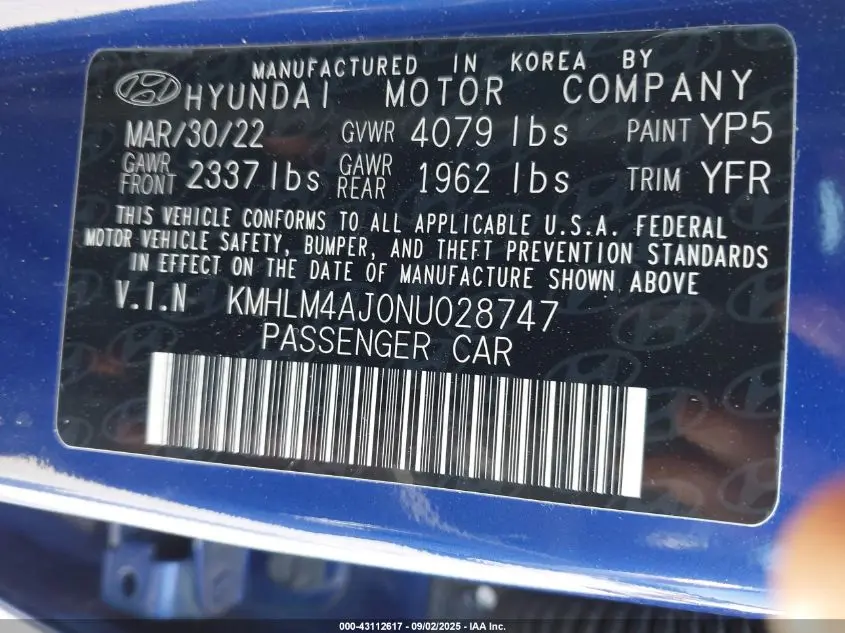 MANUFACTURED IN KOREA BY
HYUNDAI MOTOR COMPANY
MAR/30/22 GVWR 4079 lbs PAINT YP5
GAWR FRONT 2337 lbs GAWR REAR 1962 lbs TRIM YFR
THIS VEHICLE CONFORMS TO ALL APPLICABLE U.S.A. FEDERAL
MOTOR VEHICLE SAFETY, BUMPER, AND THEFT PREVENTION STANDARDS
IN EFFECT ON THE DATE OF MANUFACTURE SHOWN ABOVE
V.I.N KMHLM4AJ0NU028747
PASSENGER CAR
000-43112617 - 09/02/2025 - IAA Inc.